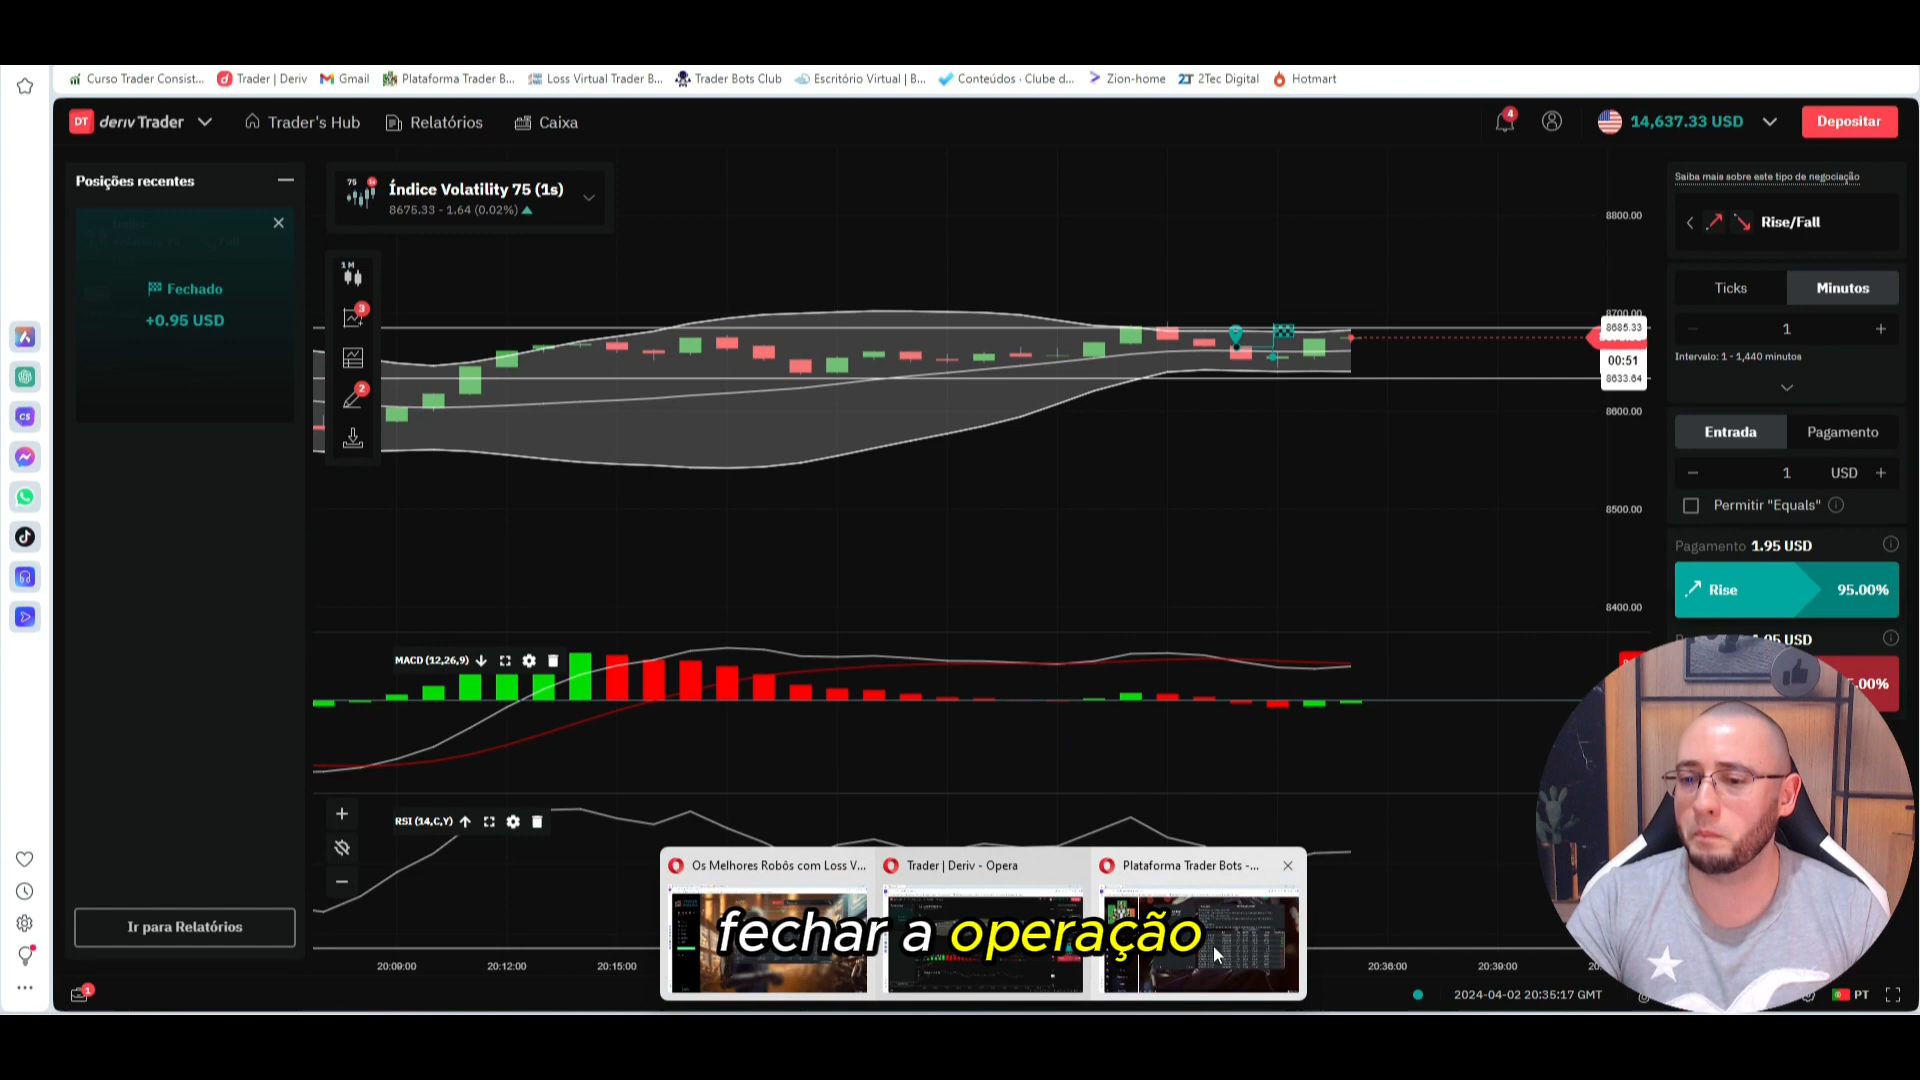 Curso Trader Consist... Trader | Deriv Gmail Plataforma Trader B... Loss Virtual Trader B... Trader Bots Club Escritório Virtual | B... Conteúdos · Clube d... Zion-home 2Tec Digital Hotmart
DT deriv Trader Trader's Hub Relatórios Caixa 4 14,637.33 USD Depositar
Posições recentes
Fechado
+0.95 USD
Ir para Relatórios
75
Índice Volatility 75 (1s)
8675.33 - 1.64 (0.02%)
1 M
3
2
8800.00
8700.00
8685.33
00:51
8633.64
8600.00
8500.00
8400.00
MACD (12,26,9)
RSI (14,C,Y)
20:09:00 20:12:00 20:15:00 20:36:00 20:39:00
Saiba mais sobre este tipo de negociação
Rise/Fall
Ticks Minutos
1
Intervalo: 1 - 1,440 minutos
Entrada Pagamento
1 USD
Permitir "Equals"
Pagamento 1.95 USD
Rise 95.00%
Os Melhores Robôs com Loss V... Trader | Deriv - Opera Plataforma Trader Bots -...
fechar a operação
1
2024-04-02 20:35:17 GMT
PT